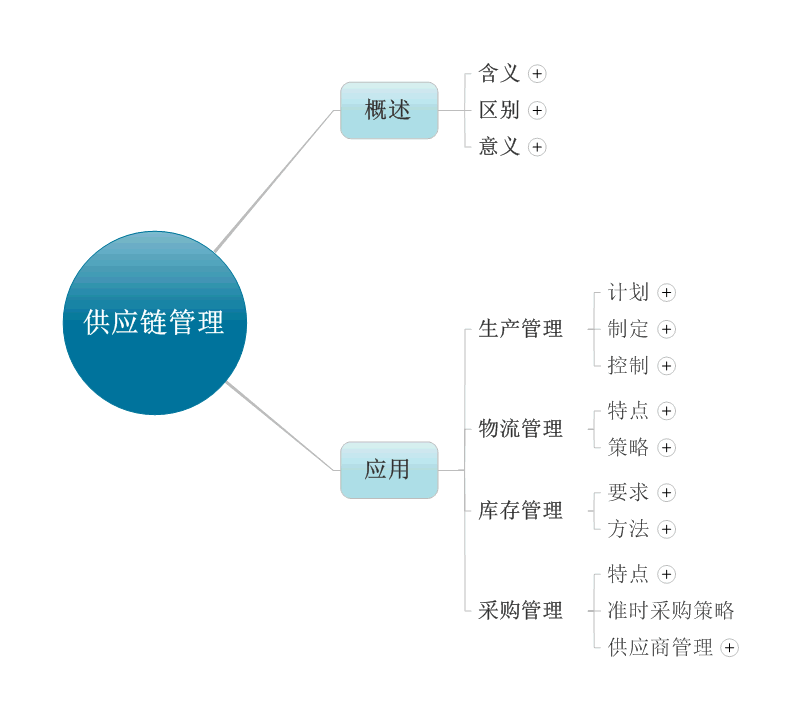 供应链管理
概述
含义
区别
意义
应用
生产管理
计划
制定
控制
物流管理
特点
策略
库存管理
要求
方法
采购管理
特点
准时采购策略
供应商管理